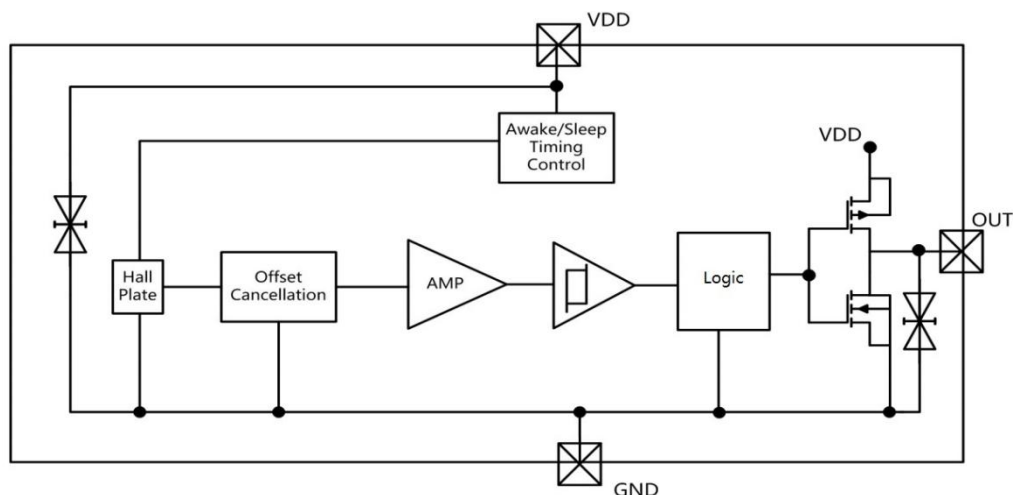 VDD
Awake/Sleep
Timing
Control
VDD
OUT
Hall
Plate
Offset
Cancellation
AMP
Logic
GND